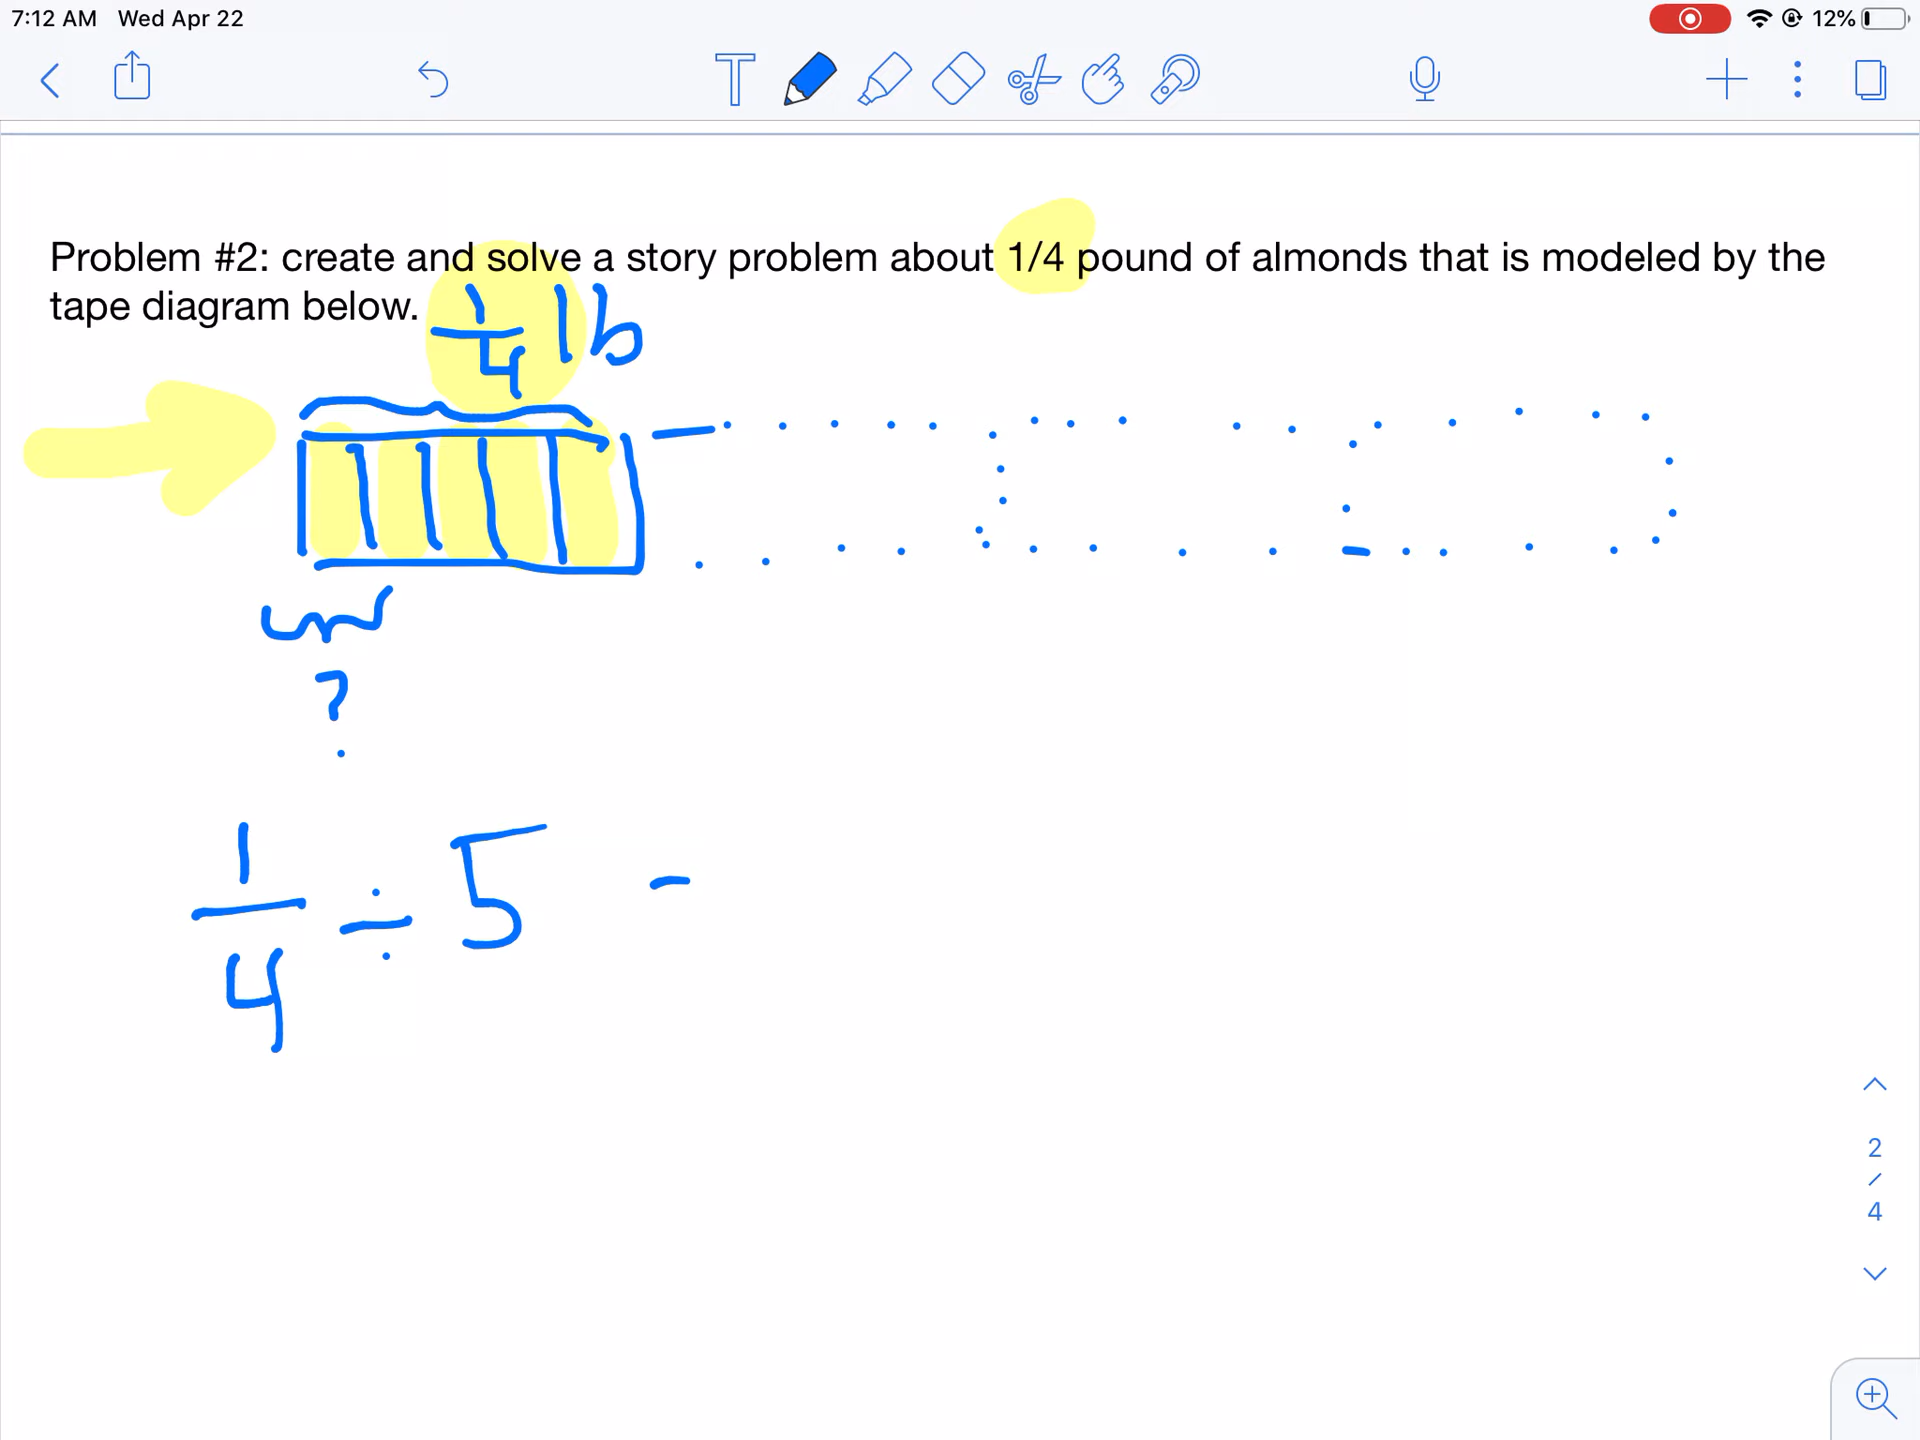 7:12 AM Wed Apr 22
12%
T
Problem #2: create and solve a story problem about 1/4 pound of almonds that is modeled by the
tape diagram below.
1/4 lb
?
1/4 ÷ 5 -
2
/
4